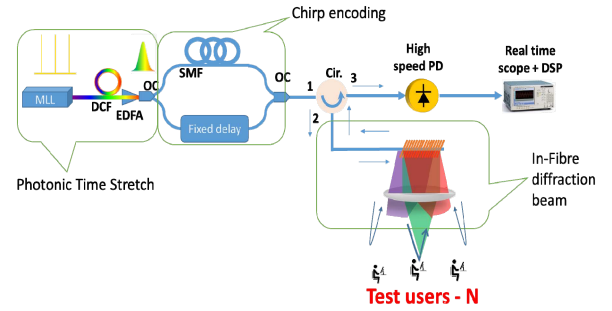 Chirp encoding
MLL
DCF
EDFA
OC
SMF
Fixed delay
OC
1
Cir.
3
2
High
speed PD
Real time
scope + DSP
Photonic Time Stretch
In-Fibre
diffraction
beam
Test users - N